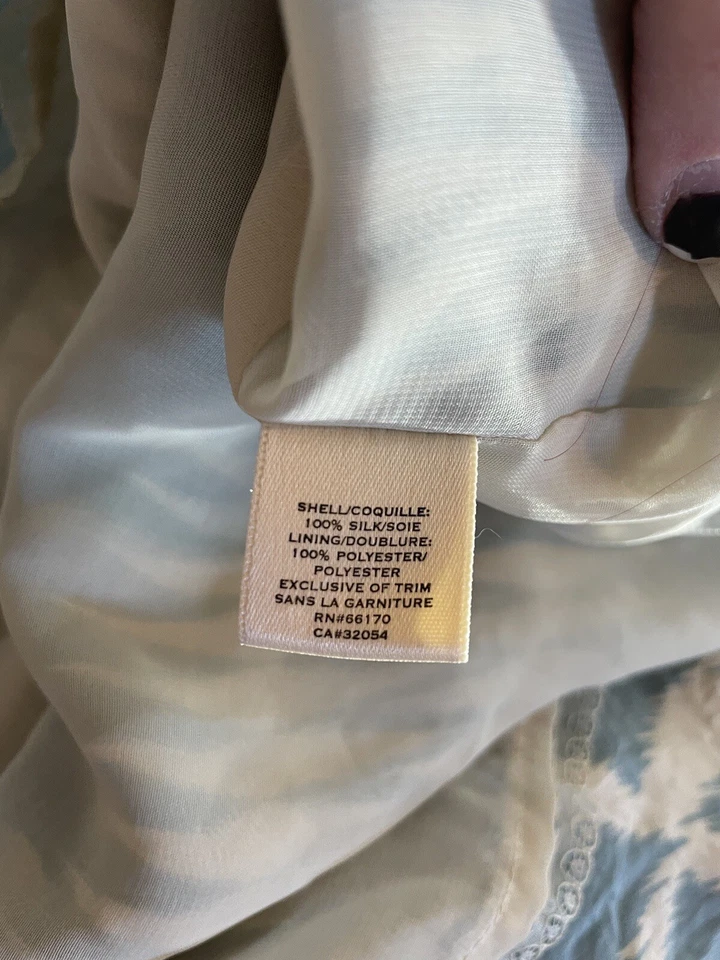 SHELL/COQUILLE:
100% SILK/SOIE
LINING/DOUBLURE:
100% POLYESTER/
POLYESTER
EXCLUSIVE OF TRIM
SANS LA GARNITURE
RN#66170
CA#32054